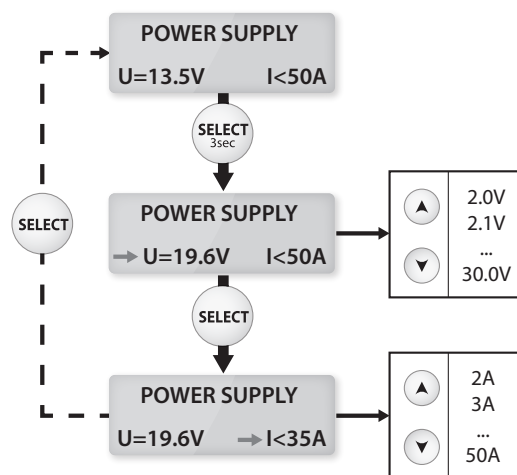 POWER SUPPLY
U=13.5V I<50A
SELECT
3sec
SELECT
POWER SUPPLY
U=19.6V I<50A
2.0V
2.1V
...
30.0V
SELECT
POWER SUPPLY
U=19.6V I<35A
2A
3A
...
50A